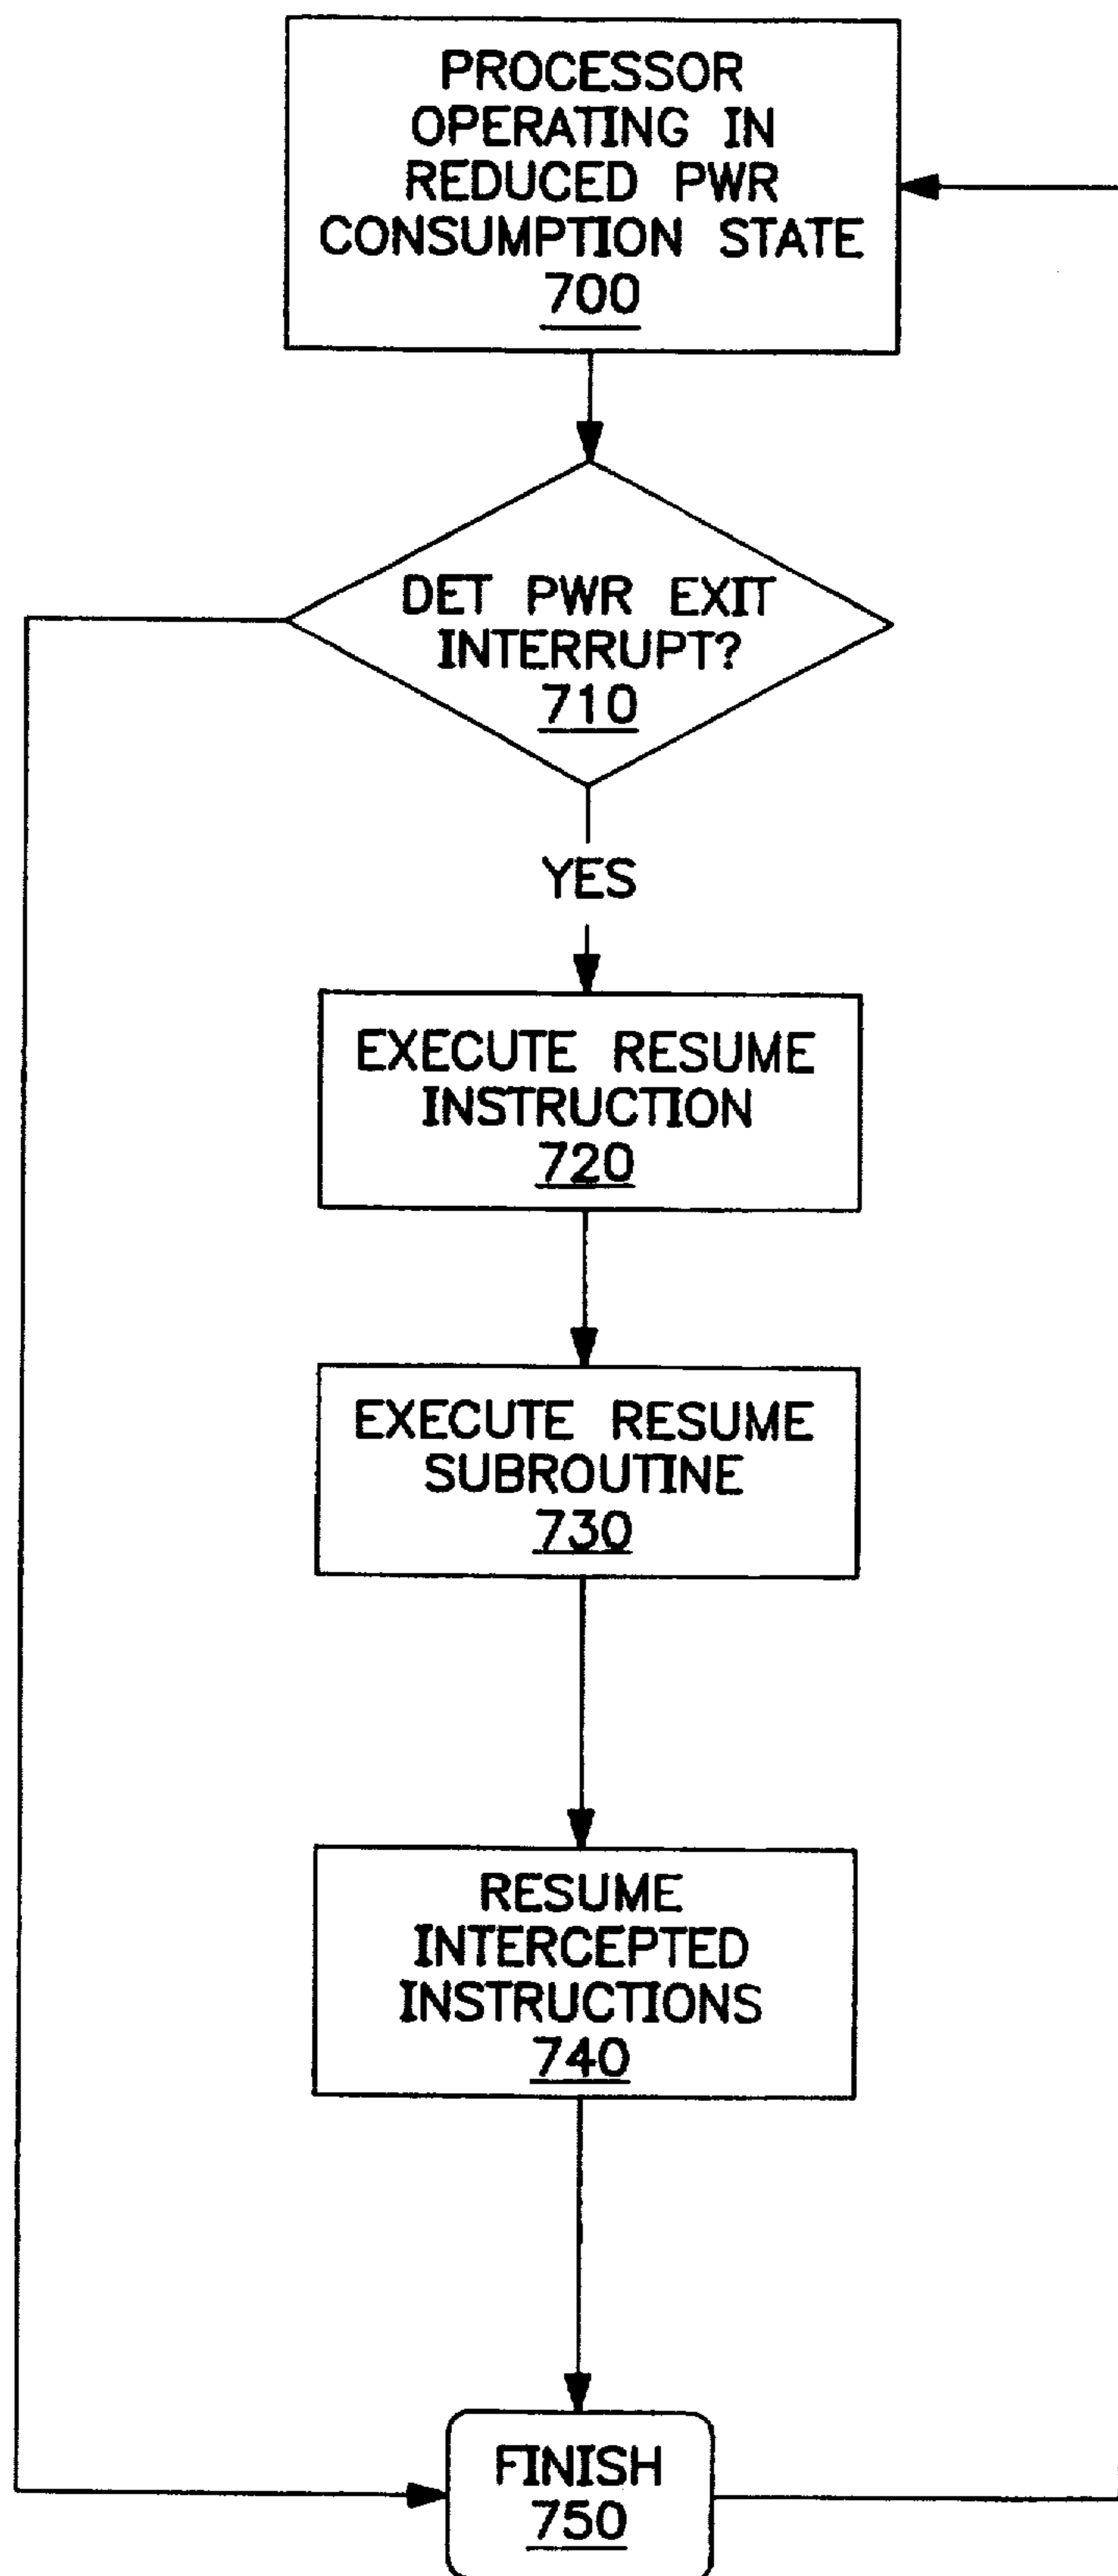 PROCESSOR
OPERATING IN
REDUCED PWR
CONSUMPTION STATE
700
DET PWR EXIT
INTERRUPT?
710
YES
EXECUTE RESUME
INSTRUCTION
720
EXECUTE RESUME
SUBROUTINE
730
RESUME
INTERCEPTED
INSTRUCTIONS
740
FINISH
750